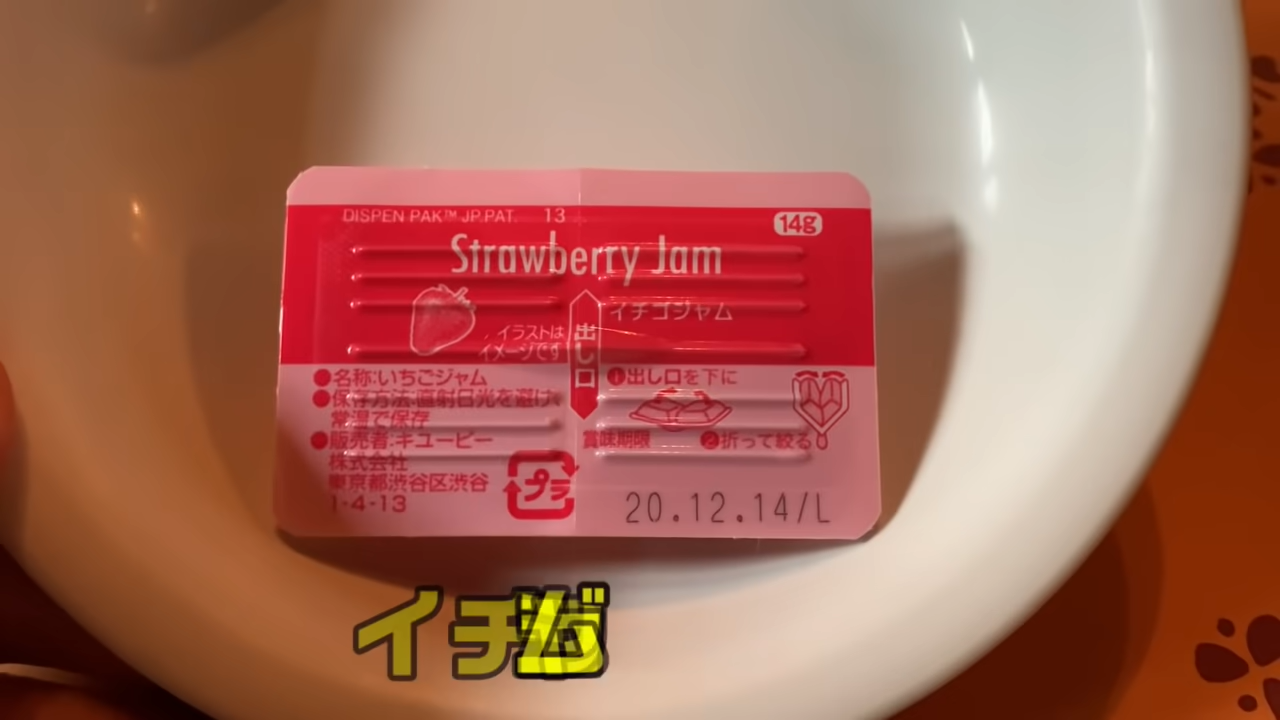 DISPEN PAK™ JP.PAT. 13
14g
Strawberry Jam
イチゴジャム
イラストは
イメージです
出し口
●名称:いちごジャム
●保存方法:直射日光を避け
常温で保存
●販売者:キユーピー
株式会社
東京都渋谷区渋谷
1-4-13
プラ
❶出し口を下に
賞味期限
❷折って絞る
20.12.14/L
イチ